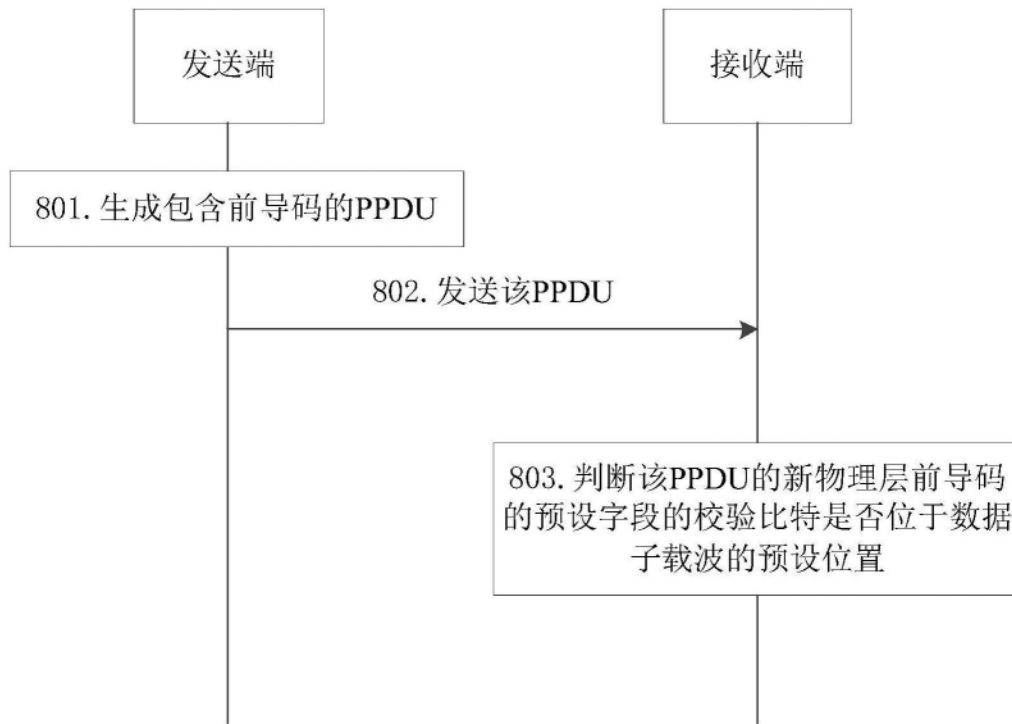 发送端
接收端
801.生成包含前导码的PPDU
802.发送该PPDU
803.判断该PPDU的新物理层前导码
的预设字段的校验比特是否位于数据
子载波的预设位置